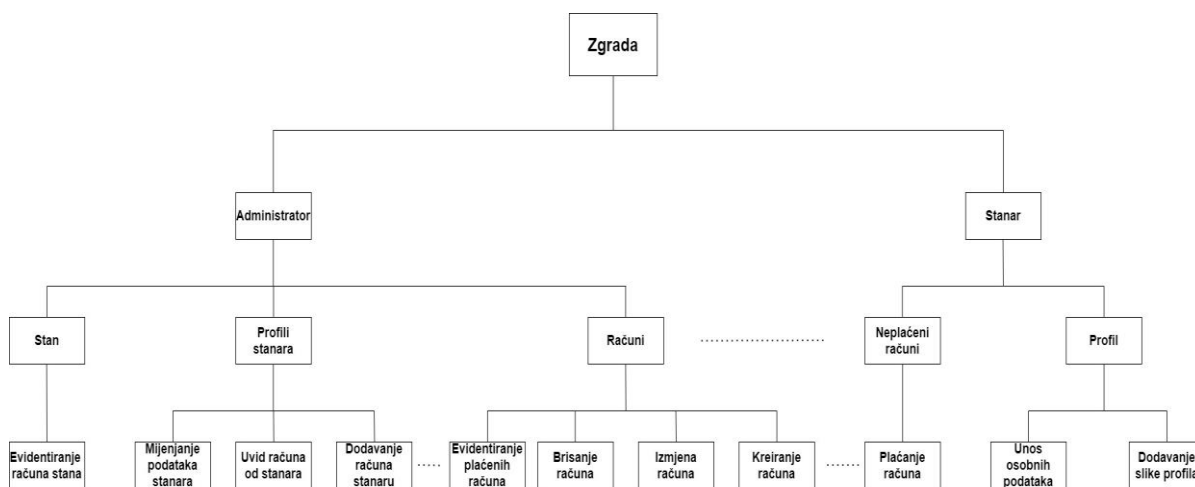 Zgrada
Administrator
Stanar
Stan
Profili
stanara
Računi
Neplaćeni
računi
Profil
Evidentiranje
računa stana
Mijenjanje
podataka
stanara
Uvid računa
od stanara
Dodavanje
računa
stanaru
Evidentiranje
plaćenih
računa
Brisanje
računa
Izmjena
računa
Kreiranje
računa
Plaćanje
računa
Unos
osobnih
podataka
Dodavanje
slike profila